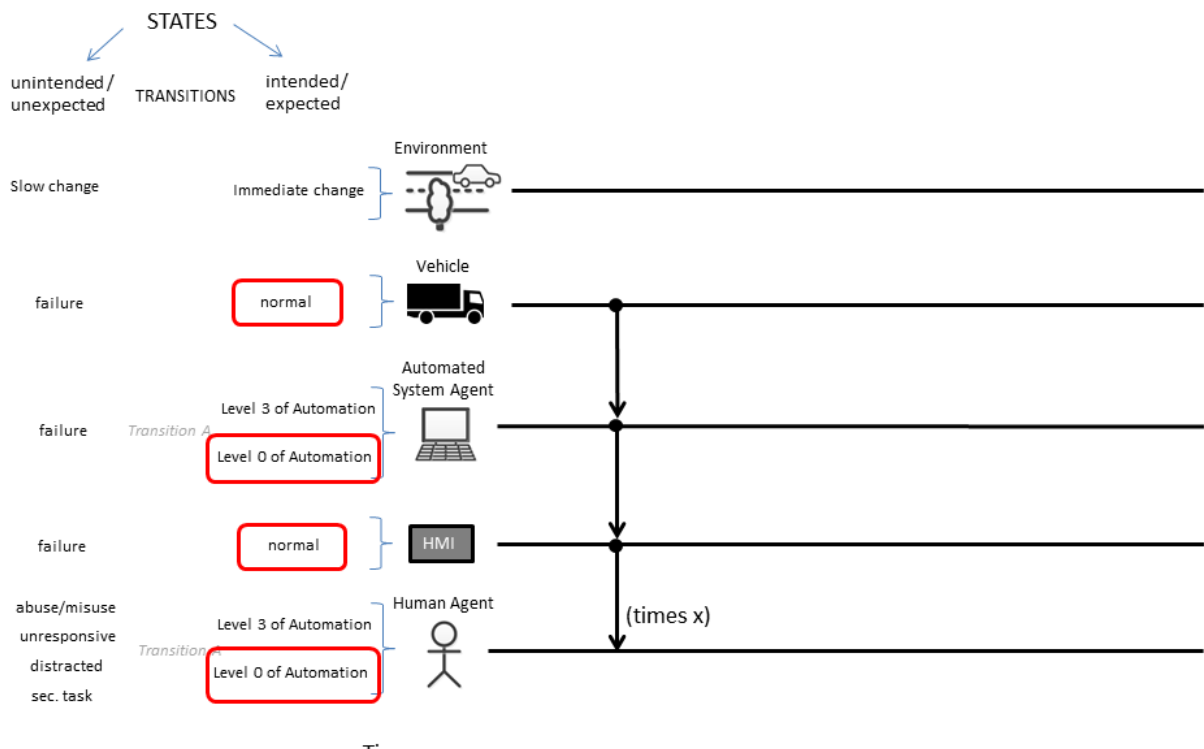 STATES
unintended/
unexpected
TRANSITIONS
intended/
expected
Environment
Slow change
Immediate change
Vehicle
failure
normal
Automated
System Agent
Level 3 of Automation
failure
Transition A
Level 0 of Automation
failure
normal
HMI
Human Agent
abuse/misuse
Level 3 of Automation
(times x)
unresponsive
Transition A
distracted
Level 0 of Automation
sec. task